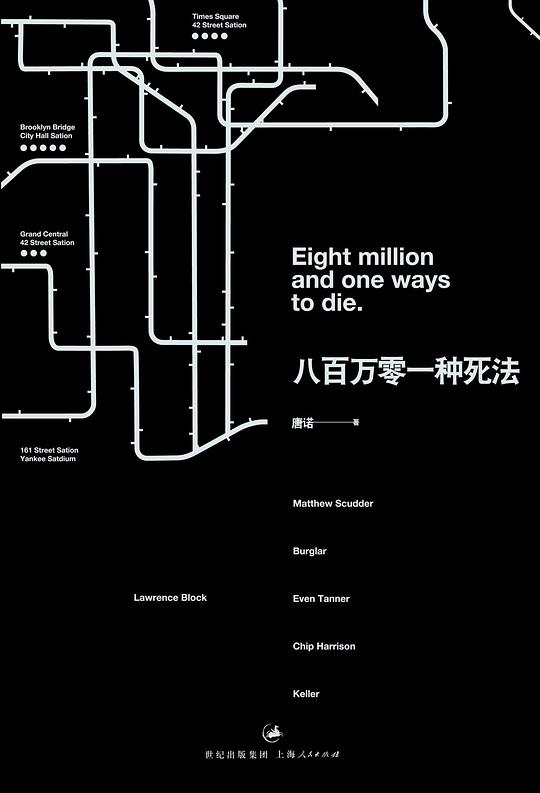 Times Square
42 Street Sation
Brooklyn Bridge
City Hall Sation
Grand Central
42 Street Sation
Eight million
and one ways
to die.
八百万零一种死法
唐诺 著
161 Street Sation
Yankee Satdium
Matthew Scudder
Burglar
Lawrence Block
Even Tanner
Chip Harrison
Keller
世纪出版集团 上海人民出版社